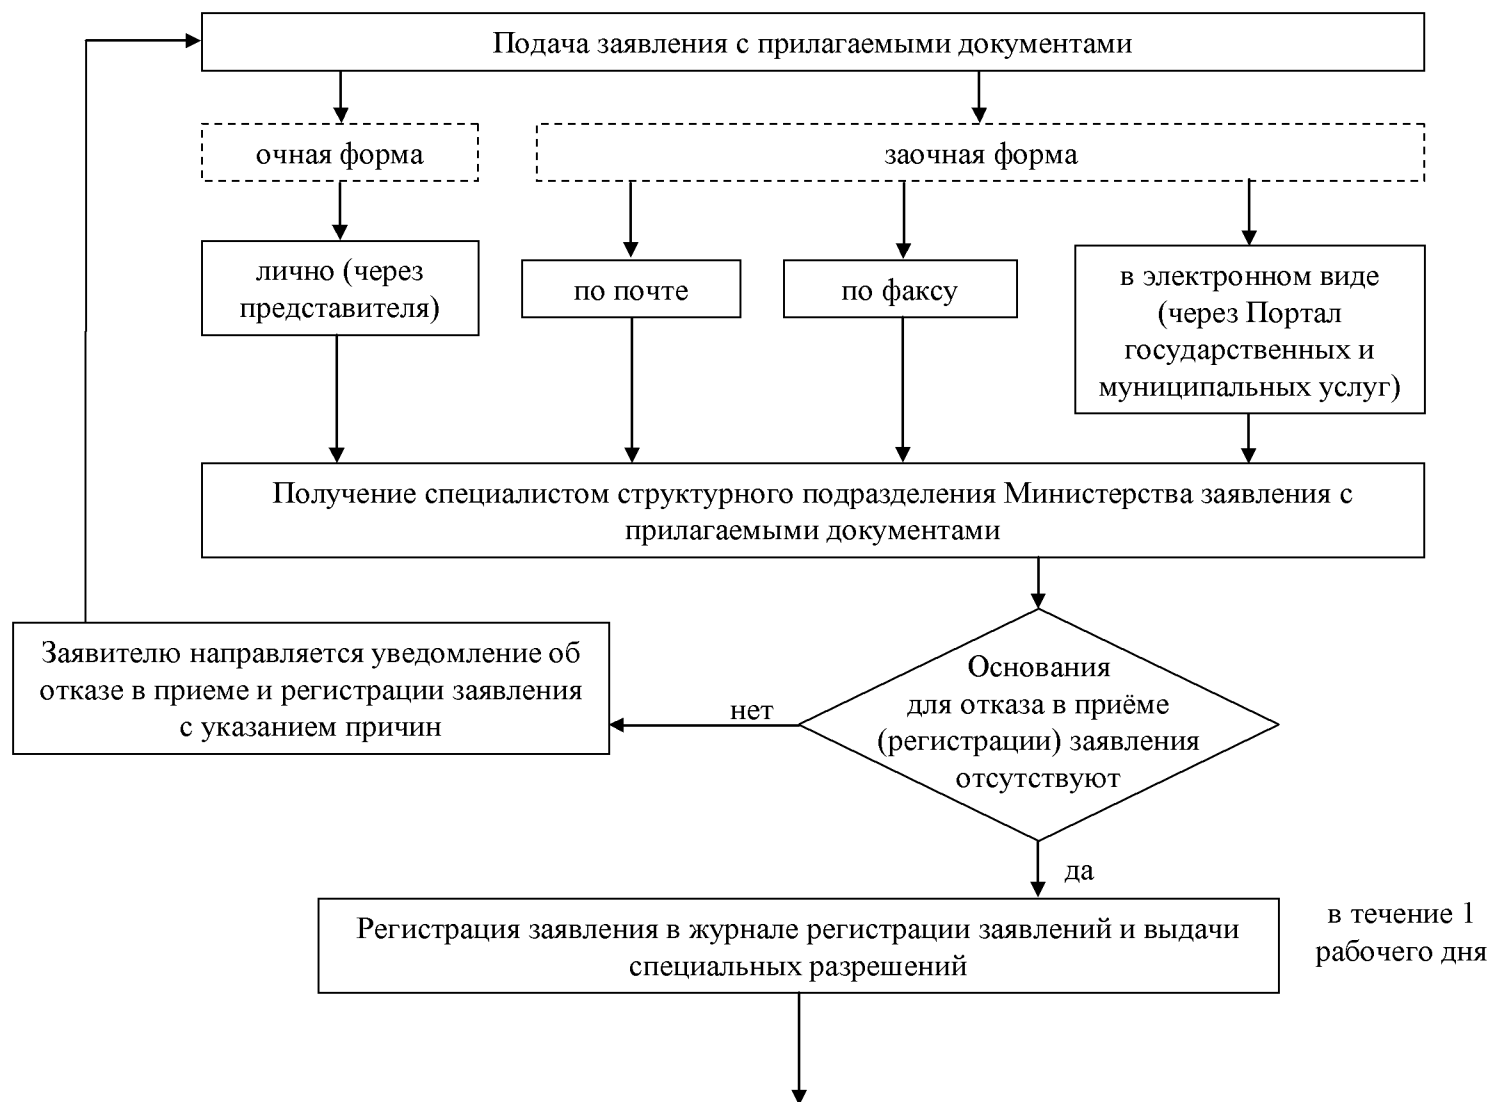 Подача заявления с прилагаемыми документами
очная форма
заочная форма
лично (через
представителя)
по почте
по факсу
в электронном виде
(через Портал
государственных и
муниципальных услуг)
Получение специалистом структурного подразделения Министерства заявления с
прилагаемыми документами
Заявителю направляется уведомление об
отказе в приеме и регистрации заявления
с указанием причин
нет
Основания
для отказа в приёме
(регистрации) заявления
отсутствуют
да
Регистрация заявления в журнале регистрации заявлений и выдачи
специальных разрешений
в течение 1
рабочего дня